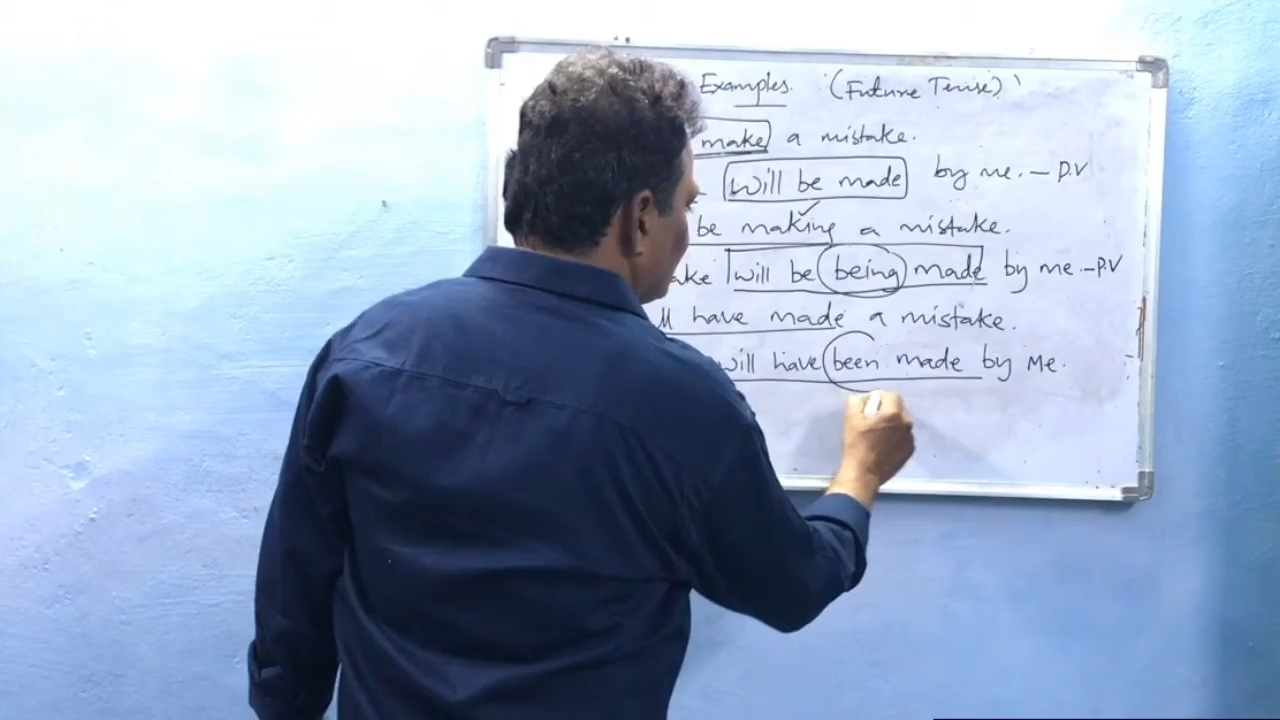 Examples. (Future Tense)
make a mistake.
will be made by me. - P.V
be making a mistake.
ake will be being made by me. - P.V
ll have made a mistake.
will have been made by Me.